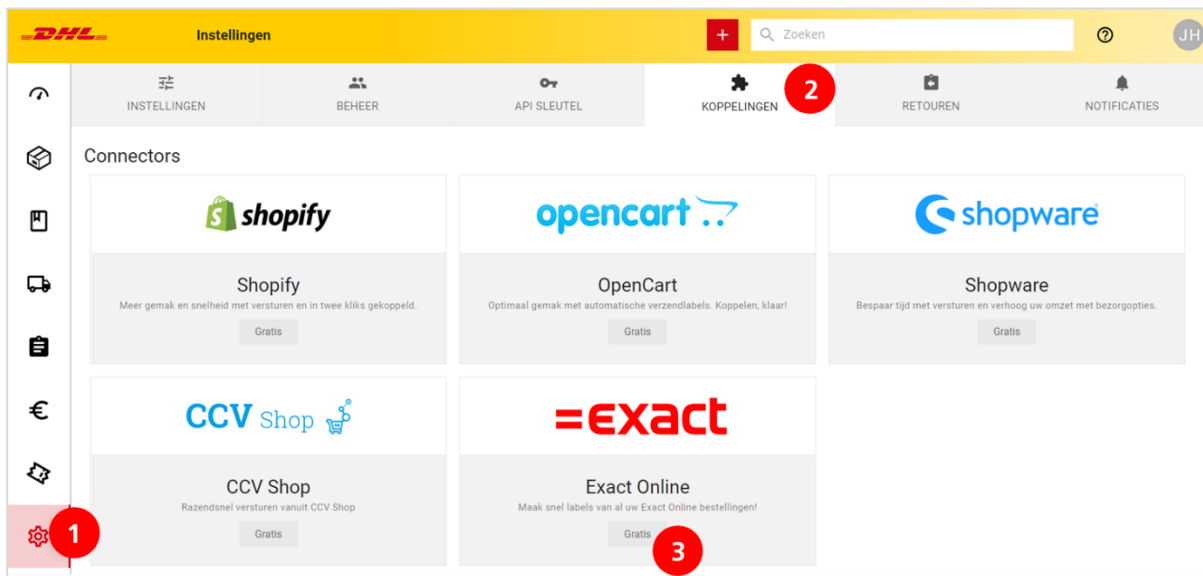 DHL
Instellingen
+
Zoeken
JH
INSTELLINGEN
BEHEER
API SLEUTEL
KOPPELINGEN
2
RETOUREN
NOTIFICATIES
Connectors
shopify
opencart
shopware
Shopify
Meer gemak en snelheid met versturen en in twee kliks gekoppeld.
Gratis
OpenCart
Optimaal gemak met automatische verzendlabels. Koppelen, klaar!
Gratis
Shopware
Bespaar tijd met versturen en verhoog uw omzet met bezorgopties.
Gratis
CCV Shop
=exact
CCV Shop
Razendsnel versturen vanuit CCV Shop
Gratis
Exact Online
Maak snel labels van al uw Exact Online bestellingen!
Gratis
3
1